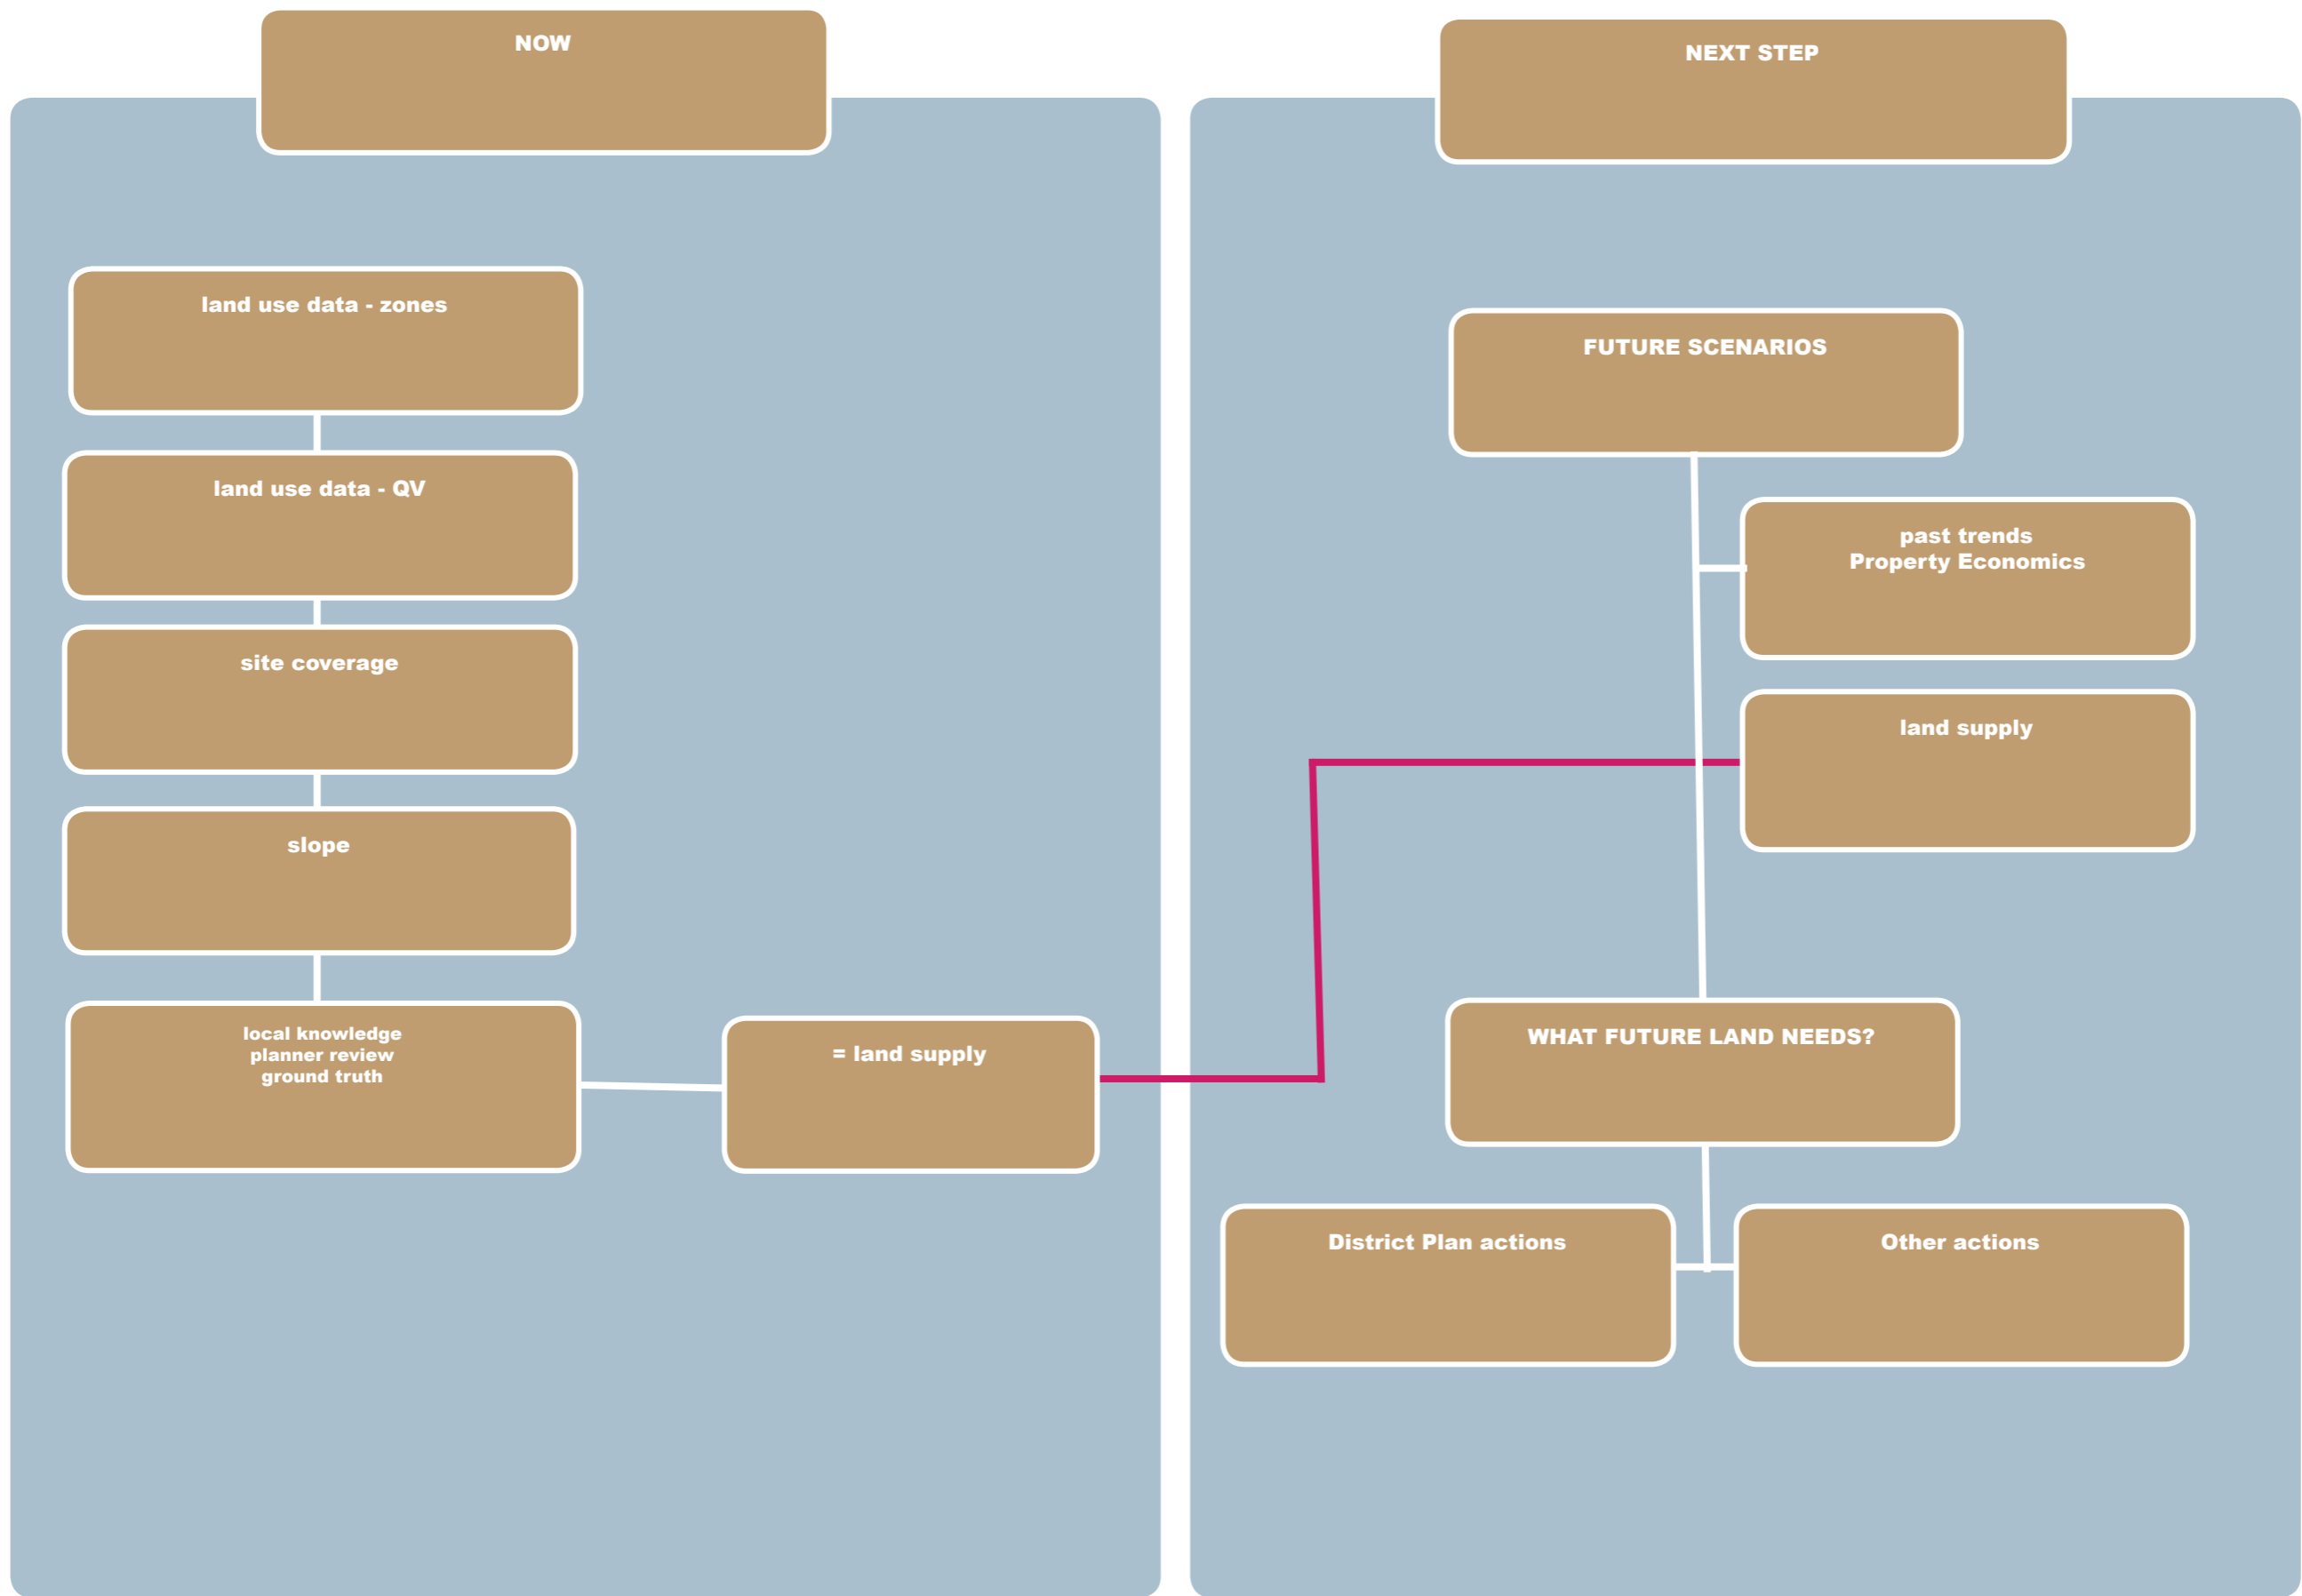 NOW
land use data - zones
land use data - QV
site coverage
slope
local knowledge
planner review
ground truth
= land supply
NEXT STEP
FUTURE SCENARIOS
past trends
Property Economics
land supply
WHAT FUTURE LAND NEEDS?
District Plan actions
Other actions